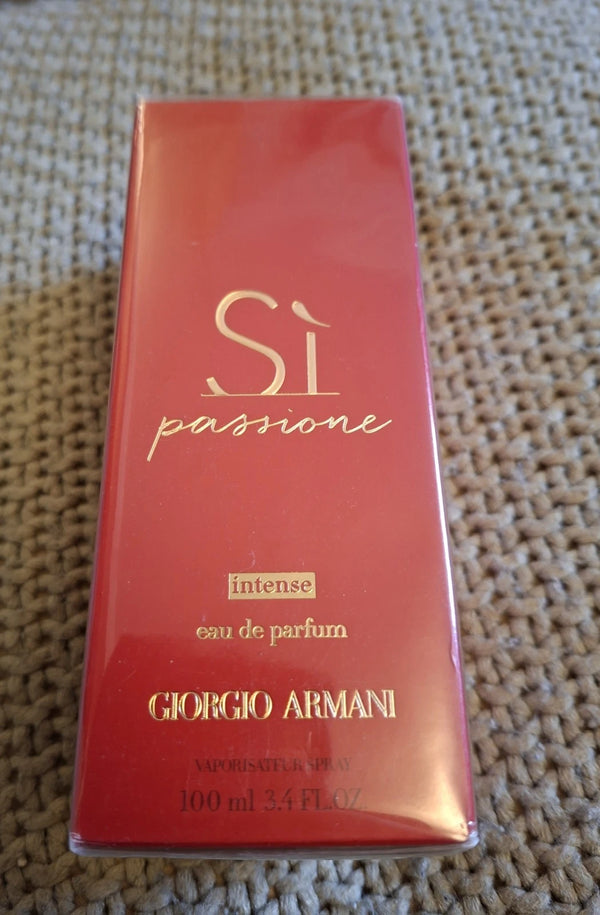 Sì
passione
intense
eau de parfum
GIORGIO ARMANI
VAPORISATEUR SPRAY
100 ml 3.4 FL.OZ.